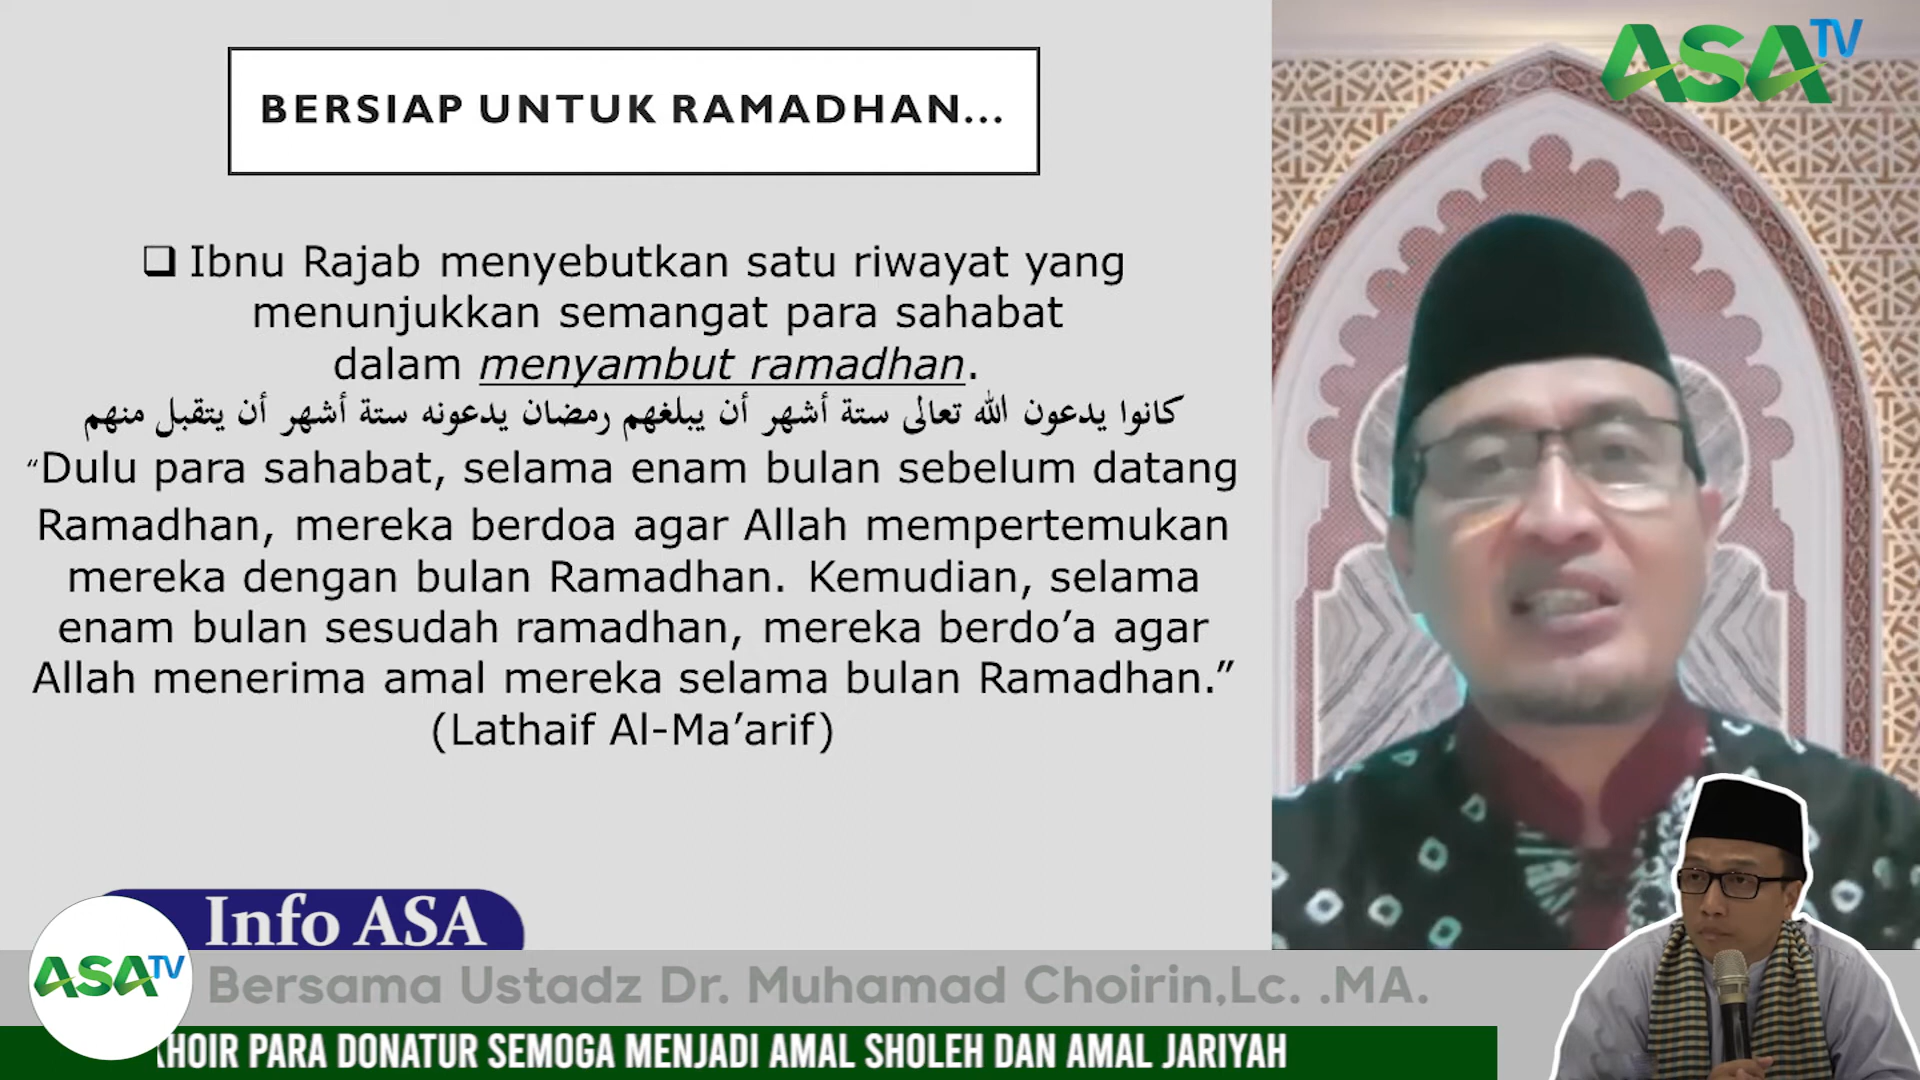 BERSIAP UNTUK RAMADHAN...
ASA TV
❑ Ibnu Rajab menyebutkan satu riwayat yang
menunjukkan semangat para sahabat
dalam menyambut ramadhan.
كانوا يدعون الله تعالى ستة أشهر أن يبلغهم رمضان يدعونه ستة أشهر أن يتقبل منهم
“Dulu para sahabat, selama enam bulan sebelum datang
Ramadhan, mereka berdoa agar Allah mempertemukan
mereka dengan bulan Ramadhan. Kemudian, selama
enam bulan sesudah ramadhan, mereka berdo’a agar
Allah menerima amal mereka selama bulan Ramadhan.”
(Lathaif Al-Ma’arif)
Info ASA
ASA TV
Bersama Ustadz Dr. Muhamad Choirin,Lc. .MA.
KHOIR PARA DONATUR SEMOGA MENJADI AMAL SHOLEH DAN AMAL JARIYAH